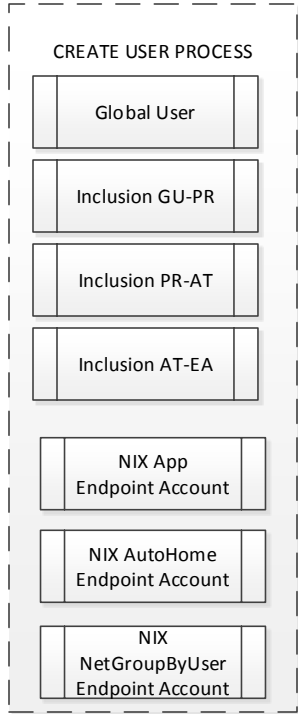 CREATE USER PROCESS
Global User
Inclusion GU-PR
Inclusion PR-AT
Inclusion AT-EA
NIX App
Endpoint Account
NIX AutoHome
Endpoint Account
NIX
NetGroupByUser
Endpoint Account